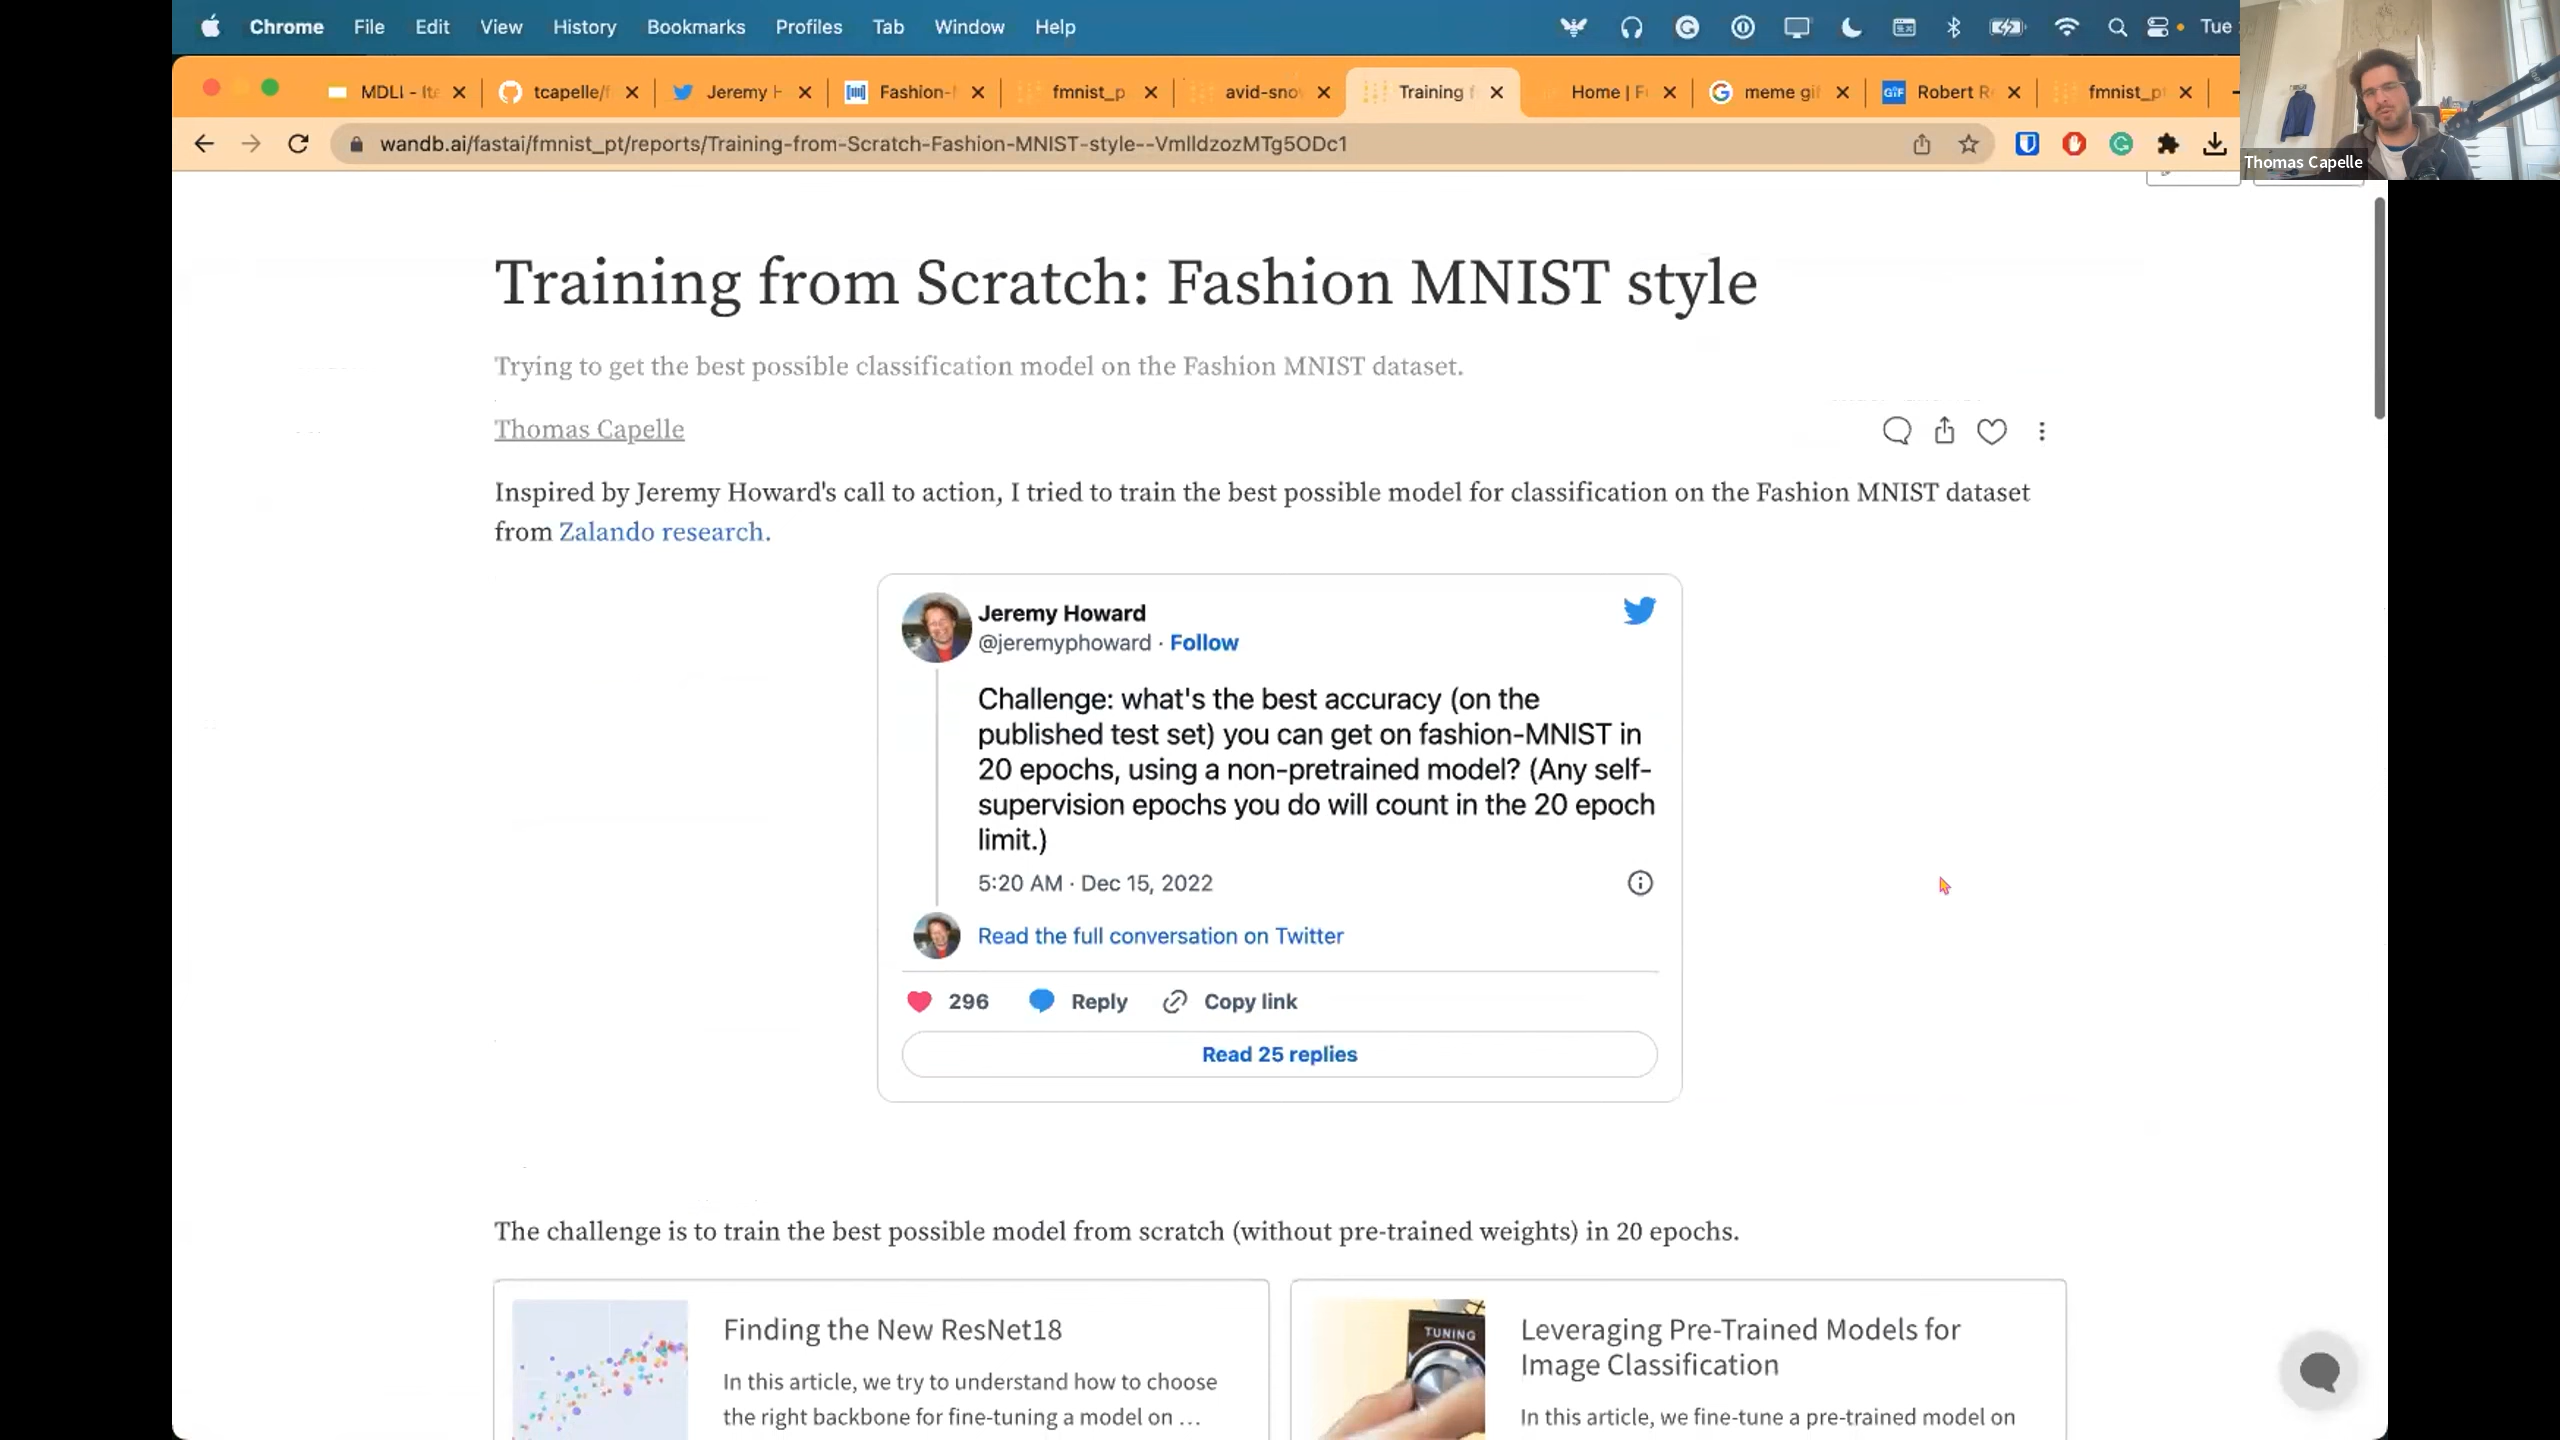 Chrome File Edit View History Bookmarks Profiles Tab Window Help Tue
MDLI - Ite tcapelle/f Jeremy H Fashion- fmnist_p avid-sno Training f Home | F meme gif GIF Robert R fmnist_pt
wandb.ai/fastai/fmnist_pt/reports/Training-from-Scratch-Fashion-MNIST-style--VmlldzozMTg5ODc1
Thomas Capelle
Training from Scratch: Fashion MNIST style
Trying to get the best possible classification model on the Fashion MNIST dataset.
Thomas Capelle
Inspired by Jeremy Howard's call to action, I tried to train the best possible model for classification on the Fashion MNIST dataset
from Zalando research.
Jeremy Howard
@jeremyphoward · Follow
Challenge: what's the best accuracy (on the
published test set) you can get on fashion-MNIST in
20 epochs, using a non-pretrained model? (Any self-
supervision epochs you do will count in the 20 epoch
limit.)
5:20 AM · Dec 15, 2022
Read the full conversation on Twitter
296 Reply Copy link
Read 25 replies
The challenge is to train the best possible model from scratch (without pre-trained weights) in 20 epochs.
Finding the New ResNet18
In this article, we try to understand how to choose
the right backbone for fine-tuning a model on ...
TUNING
Leveraging Pre-Trained Models for
Image Classification
In this article, we fine-tune a pre-trained model on